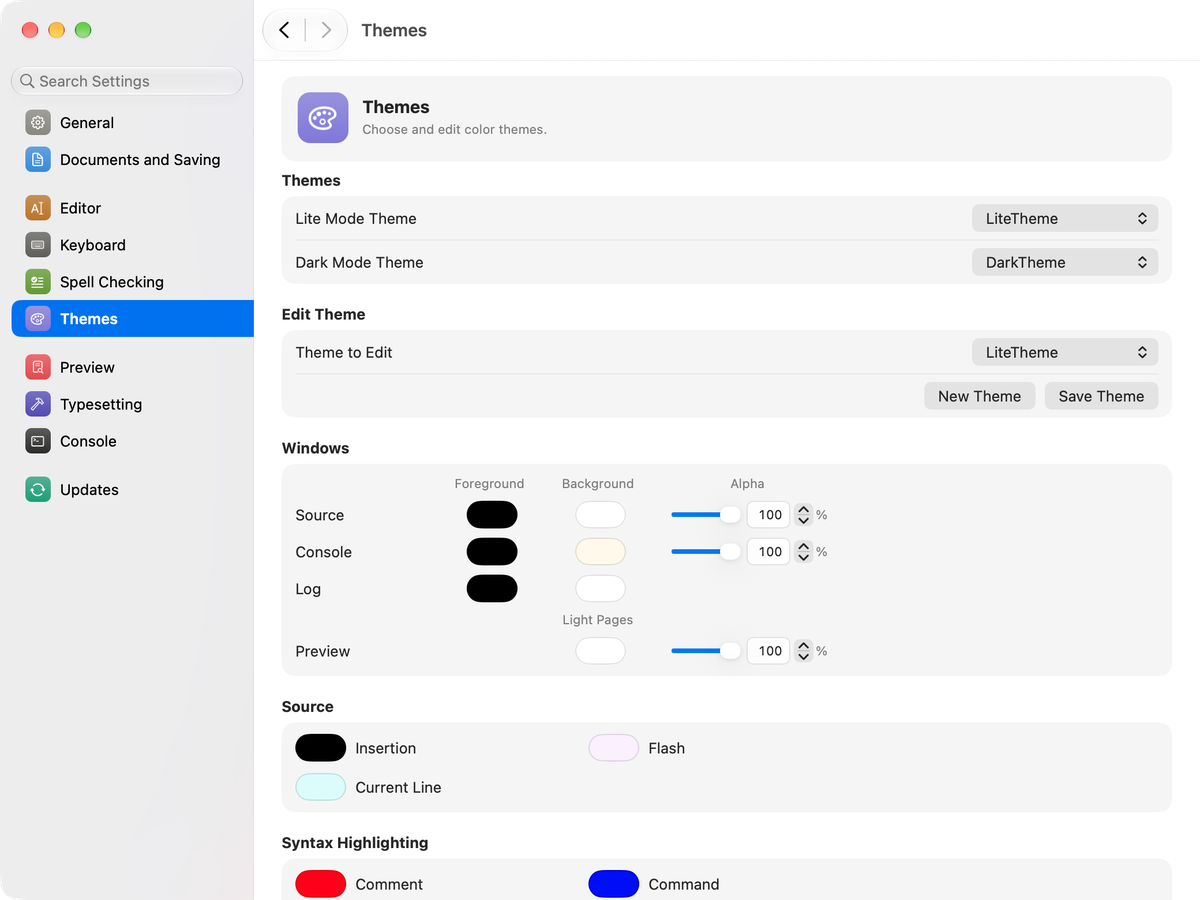 Themes
Search Settings
General
Documents and Saving
Editor
Keyboard
Spell Checking
Themes
Preview
Typesetting
Console
Updates
Themes
Choose and edit color themes.
Themes
Lite Mode Theme LiteTheme
Dark Mode Theme DarkTheme
Edit Theme
Theme to Edit LiteTheme
New Theme Save Theme
Windows
Foreground Background Alpha
Source 100 %
Console 100 %
Log
Light Pages
Preview 100 %
Source
Insertion Flash
Current Line
Syntax Highlighting
Comment Command